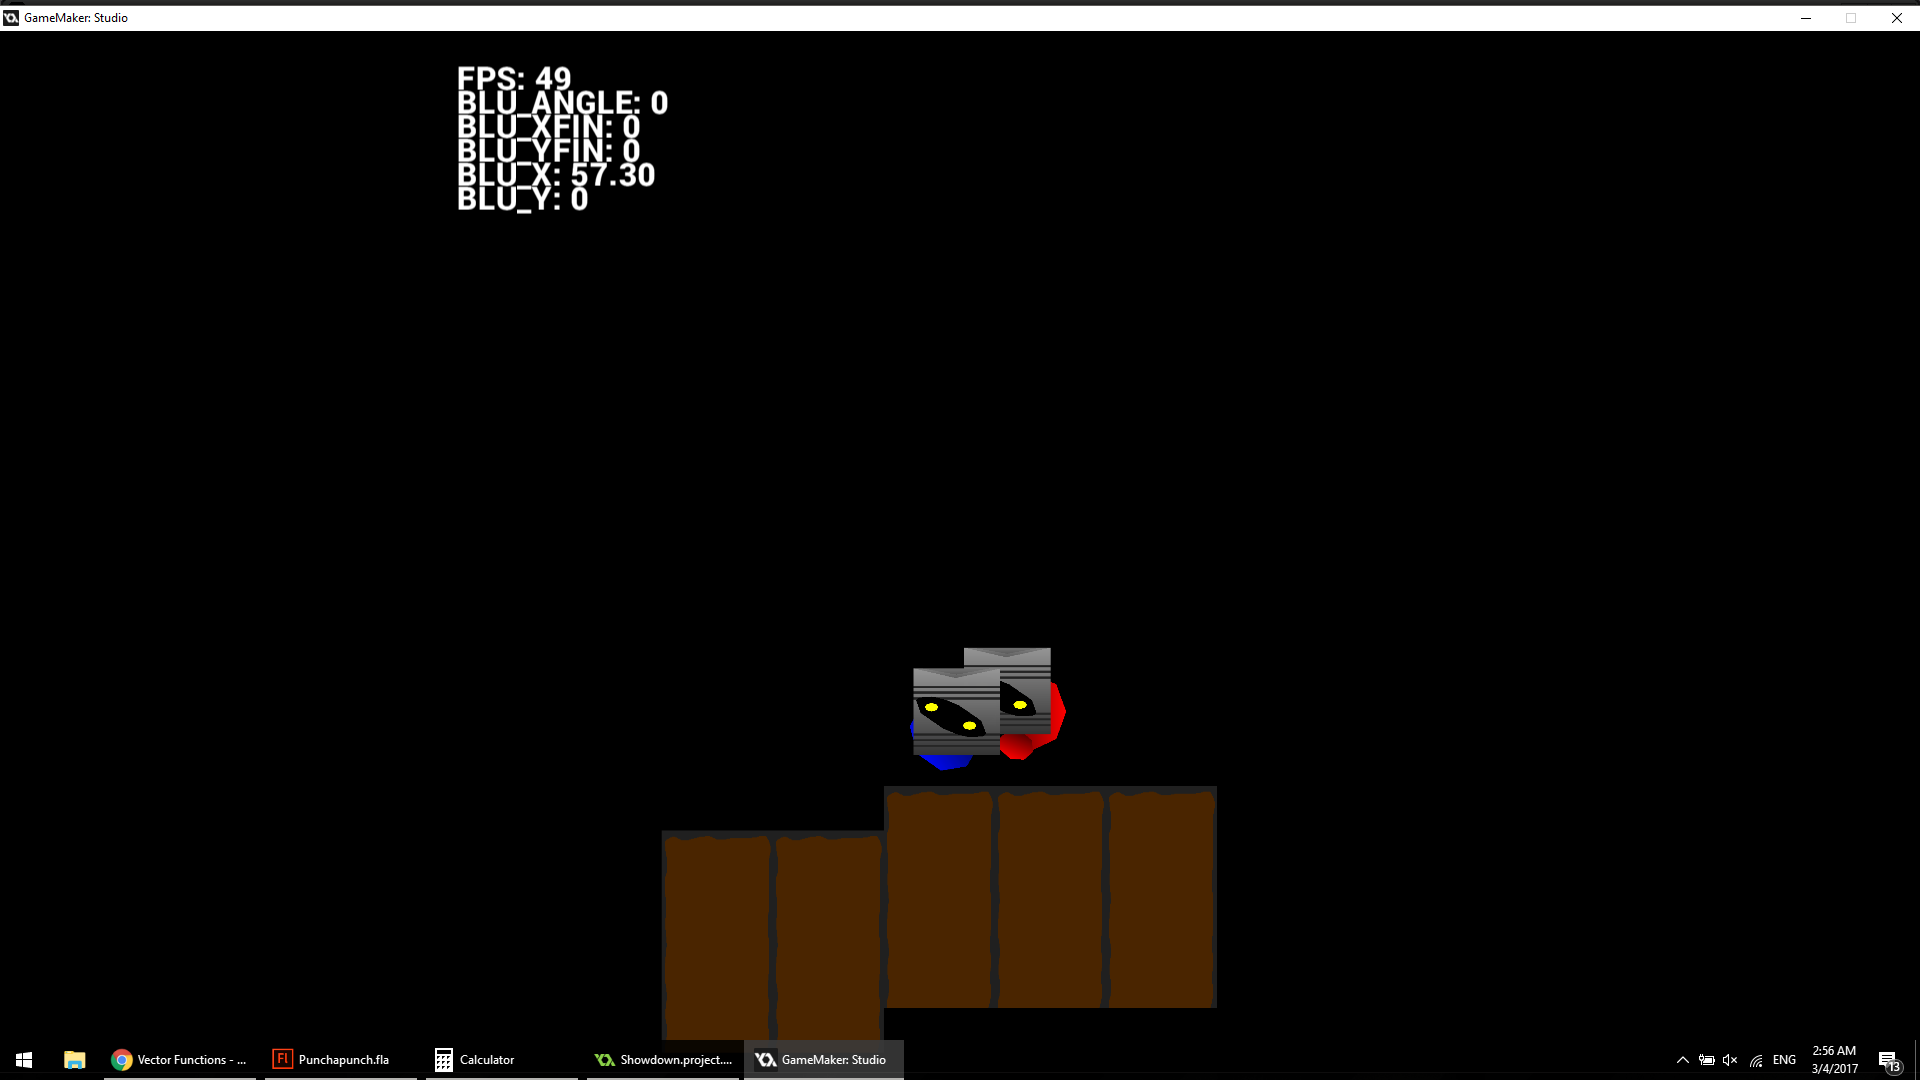 GameMaker: Studio
FPS: 49
BLU_ANGLE: 0
BLU_XFIN: 0
BLU_YFIN: 0
BLU_X: 57.30
BLU_Y: 0
Vector Functions - ...
Fl
Punchapunch.fla
Calculator
Showdown.project....
GameMaker: Studio
ENG
2:56 AM
3/4/2017
13